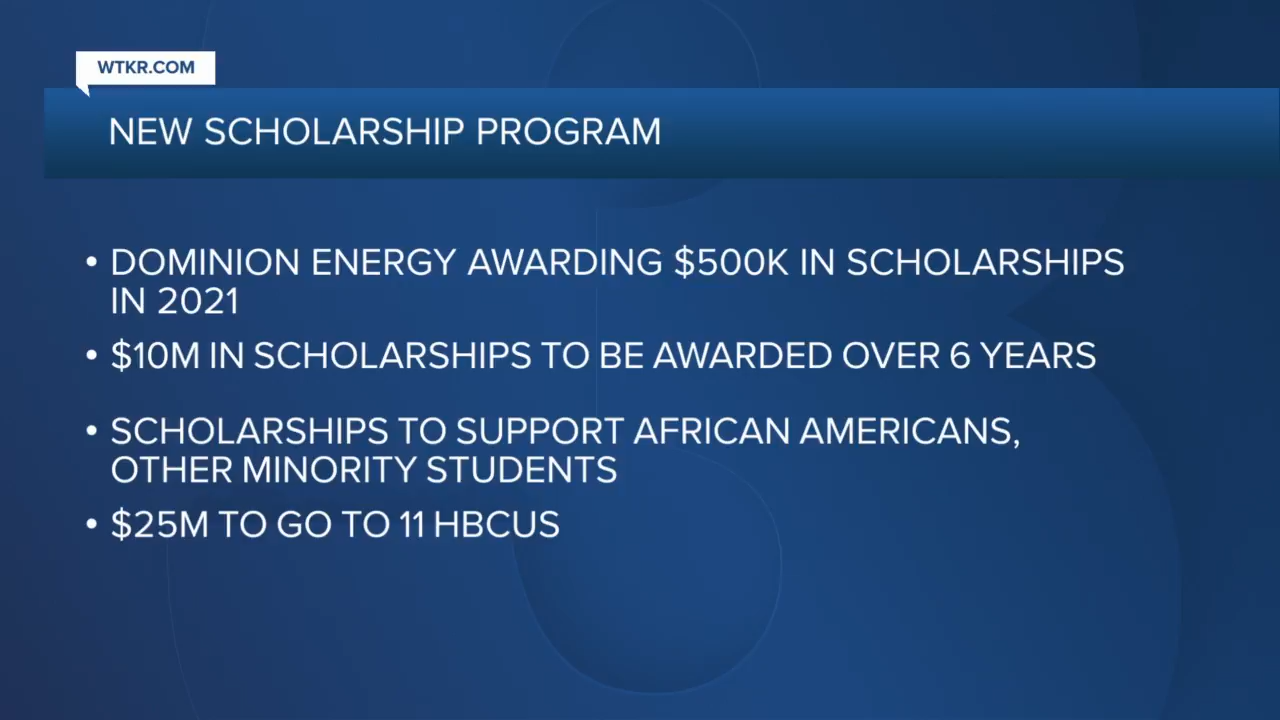 WTKR.COM
NEW SCHOLARSHIP PROGRAM
• DOMINION ENERGY AWARDING $500K IN SCHOLARSHIPS
IN 2021
• $10M IN SCHOLARSHIPS TO BE AWARDED OVER 6 YEARS
• SCHOLARSHIPS TO SUPPORT AFRICAN AMERICANS,
OTHER MINORITY STUDENTS
• $25M TO GO TO 11 HBCUS